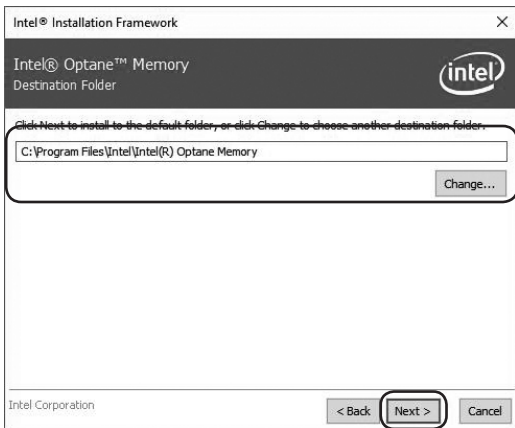 Intel® Installation Framework
Intel® Optane™ Memory
Destination Folder
intel
Click Next to install to the default folder, or click Change to choose another destination folder.
C:\Program Files\Intel\Intel(R) Optane Memory
Change...
Intel Corporation
< Back Next > Cancel